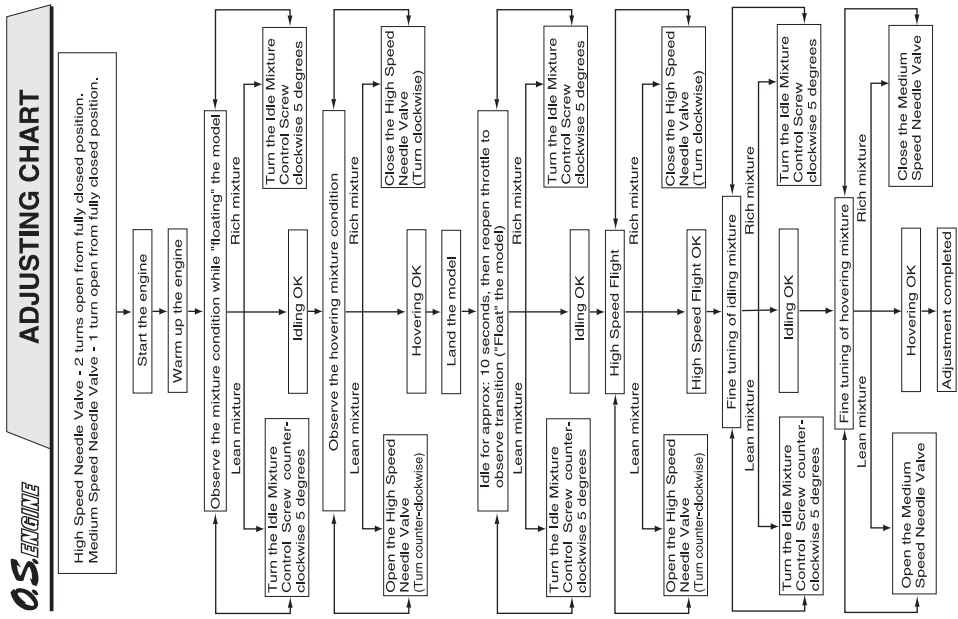 O.S. ENGINE
ADJUSTING CHART
High Speed Needle Valve - 2 turns open from fully closed position.
Medium Speed Needle Valve - 1 turn open from fully closed position.
Start the engine
Warm up the engine
Observe the mixture condition while "floating" the model
Lean mixture
Rich mixture
Turn the Idle Mixture
Control Screw counter-
clockwise 5 degrees
Idling OK
Turn the Idle Mixture
Control Screw
clockwise 5 degrees
Observe the hovering mixture condition
Lean mixture
Rich mixture
Open the High Speed
Needle Valve
(Turn counter-clockwise)
Hovering OK
Close the High Speed
Needle Valve
(Turn clockwise)
Land the model
Idle for approx: 10 seconds, then reopen throttle to
observe transition ("Float" the model)
Lean mixture
Rich mixture
Turn the Idle Mixture
Control Screw counter-
clockwise 5 degrees
Idling OK
Turn the Idle Mixture
Control Screw
clockwise 5 degrees
High Speed Flight
Lean mixture
Rich mixture
Open the High Speed
Needle Valve
(Turn counter-clockwise)
High Speed Flight OK
Close the High Speed
Needle Valve
(Turn clockwise)
Fine tuning of idling mixture
Lean mixture
Rich mixture
Turn the Idle Mixture
Control Screw counter-
clockwise 5 degrees
Idling OK
Turn the Idle Mixture
Control Screw
clockwise 5 degrees
Fine tuning of hovering mixture
Lean mixture
Rich mixture
Open the Medium
Speed Needle Valve
Hovering OK
Close the Medium
Speed Needle Valve
Adjustment completed